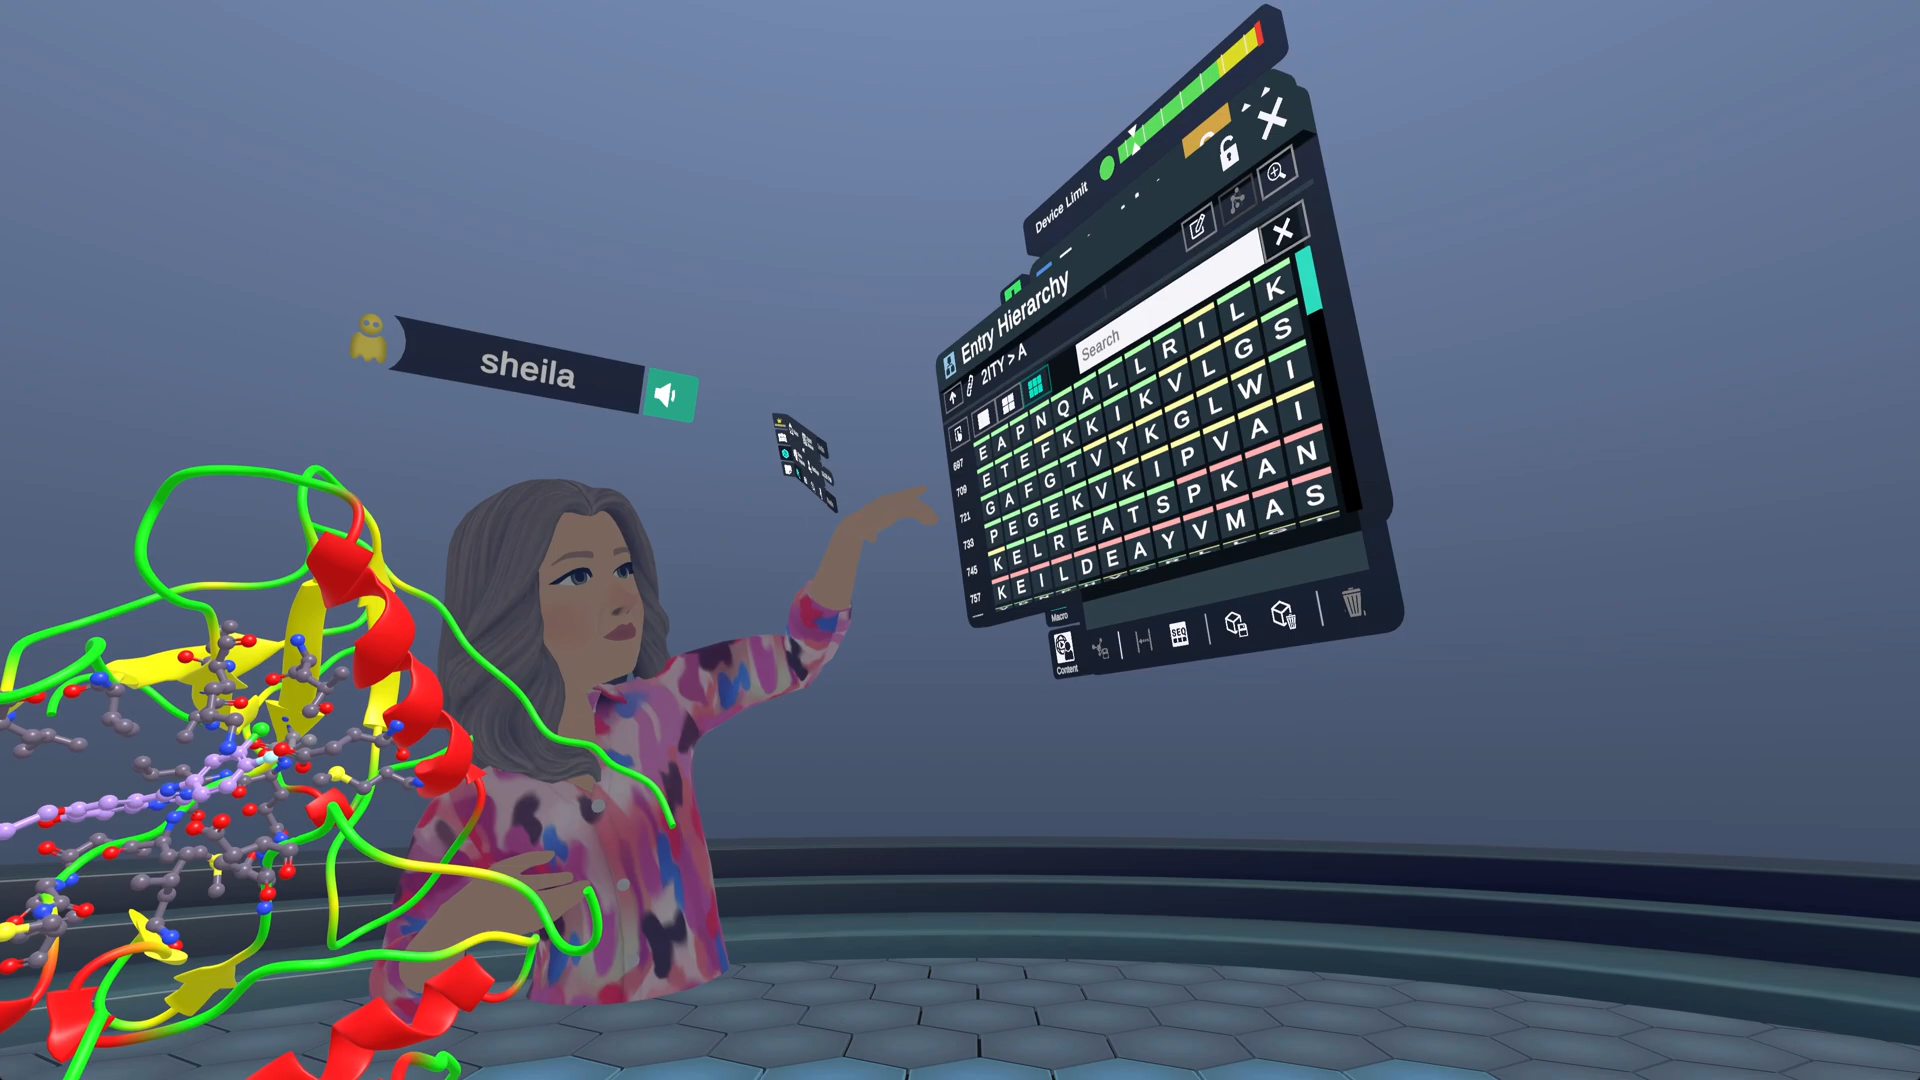 Device Limit
Entry Hierarchy
2ITY > A
Search
E A P N Q A L L R I L K
697
E T E F K K I K V L G S
709
G A F G T V Y K G L W I
721
P E G E K V K I P V A I
733
K E L R E A T S P K A N
745
K E I L D E A Y V M A S
757
Macro
SEQ
Content
sheila